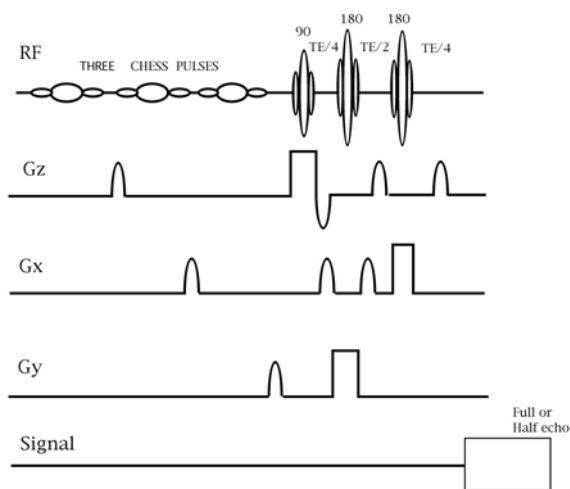 90
180
180
TE/4
TE/2
TE/4
RF
THREE CHESS PULSES
Gz
Gx
Gy
Signal
Full or
Half echo